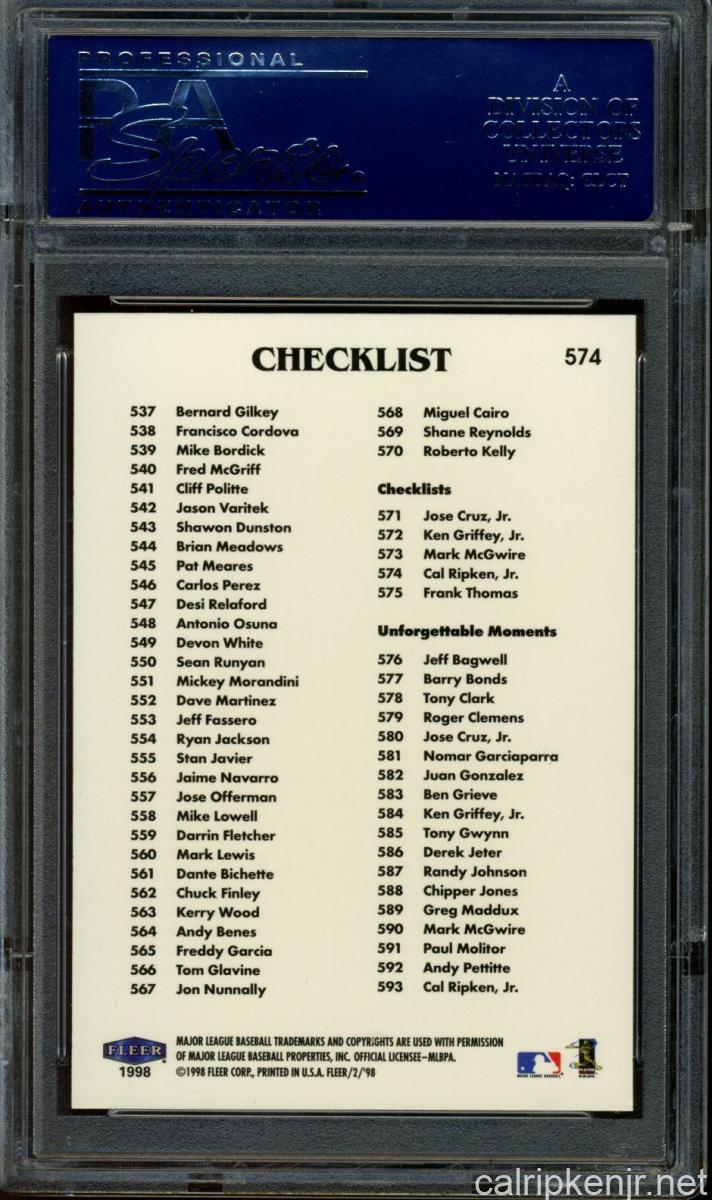 PROFESSIONAL
PSA
Sports.
AUTHENTICATOR
A
DIVISION OF
COLLECTORS
UNIVERSE
NASDAQ: CLCT
CHECKLIST
574
537 Bernard Gilkey
538 Francisco Cordova
539 Mike Bordick
540 Fred McGriff
541 Cliff Politte
542 Jason Varitek
543 Shawon Dunston
544 Brian Meadows
545 Pat Meares
546 Carlos Perez
547 Desi Relaford
548 Antonio Osuna
549 Devon White
550 Sean Runyan
551 Mickey Morandini
552 Dave Martinez
553 Jeff Fassero
554 Ryan Jackson
555 Stan Javier
556 Jaime Navarro
557 Jose Offerman
558 Mike Lowell
559 Darrin Fletcher
560 Mark Lewis
561 Dante Bichette
562 Chuck Finley
563 Kerry Wood
564 Andy Benes
565 Freddy Garcia
566 Tom Glavine
567 Jon Nunnally
568 Miguel Cairo
569 Shane Reynolds
570 Roberto Kelly
Checklists
571 Jose Cruz, Jr.
572 Ken Griffey, Jr.
573 Mark McGwire
574 Cal Ripken, Jr.
575 Frank Thomas
Unforgettable Moments
576 Jeff Bagwell
577 Barry Bonds
578 Tony Clark
579 Roger Clemens
580 Jose Cruz, Jr.
581 Nomar Garciaparra
582 Juan Gonzalez
583 Ben Grieve
584 Ken Griffey, Jr.
585 Tony Gwynn
586 Derek Jeter
587 Randy Johnson
588 Chipper Jones
589 Greg Maddux
590 Mark McGwire
591 Paul Molitor
592 Andy Pettitte
593 Cal Ripken, Jr.
FLEER
1998
MAJOR LEAGUE BASEBALL TRADEMARKS AND COPYRIGHTS ARE USED WITH PERMISSION
OF MAJOR LEAGUE BASEBALL PROPERTIES, INC. OFFICIAL LICENSEE–MLBPA.
©1998 FLEER CORP., PRINTED IN U.S.A. FLEER/2/'98
MAJOR LEAGUE BASEBALL
calripkenjr.net